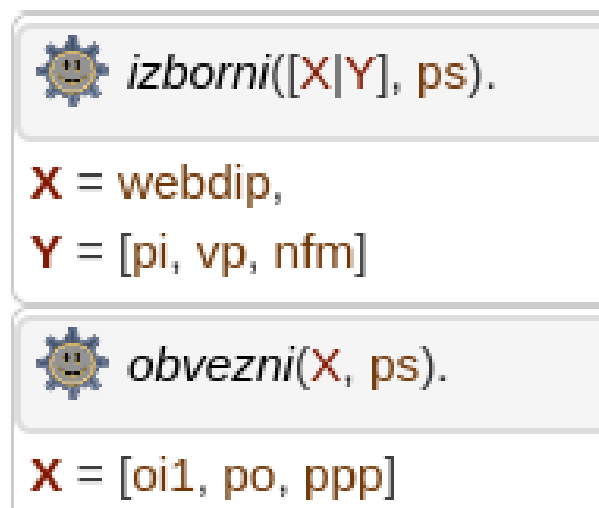 izborni([X|Y], ps).
X = webdip,
Y = [pi, vp, nfm]
obvezni(X, ps).
X = [oi1, po, ppp]